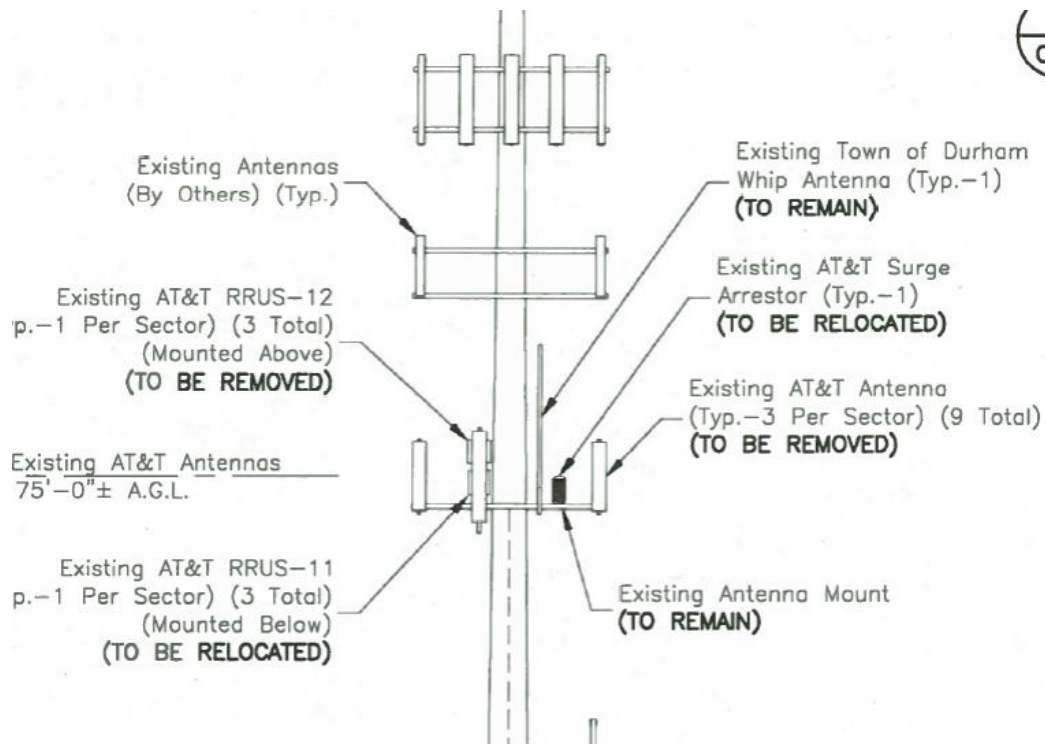 Existing Antennas
(By Others) (Typ.)
Existing AT&T RRUS-12
p.-1 Per Sector) (3 Total)
(Mounted Above)
(TO BE REMOVED)
Existing AT&T Antennas
75'-0"± A.G.L.
Existing AT&T RRUS-11
p.-1 Per Sector) (3 Total)
(Mounted Below)
(TO BE RELOCATED)
Existing Town of Durham
Whip Antenna (Typ.-1)
(TO REMAIN)
Existing AT&T Surge
Arrestor (Typ.-1)
(TO BE RELOCATED)
Existing AT&T Antenna
(Typ.-3 Per Sector) (9 Total)
(TO BE REMOVED)
Existing Antenna Mount
(TO REMAIN)